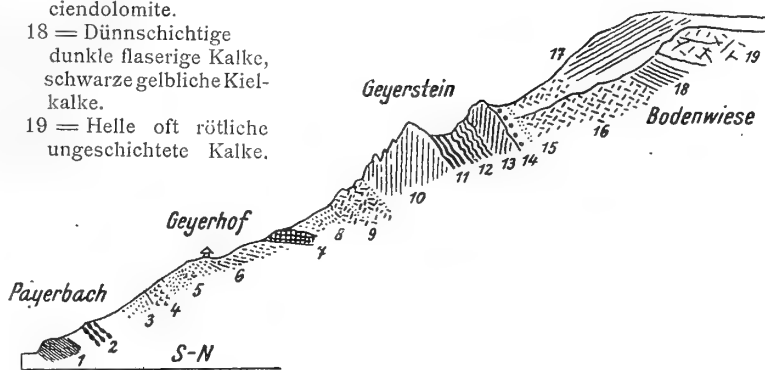 ciendolomite.
18 = Dünnschichtige
dunkle flaserige Kalke,
schwarze gelbliche Kiel-
kalke.
19 = Helle oft rötliche
ungeschichtete Kalke.
17
19
Geyerstein
18
Bodenwiese
16
15
14
13
12
11
10
Geyerhof
9
8
7
6
5
Payerbach
4
3
2
1
S-N